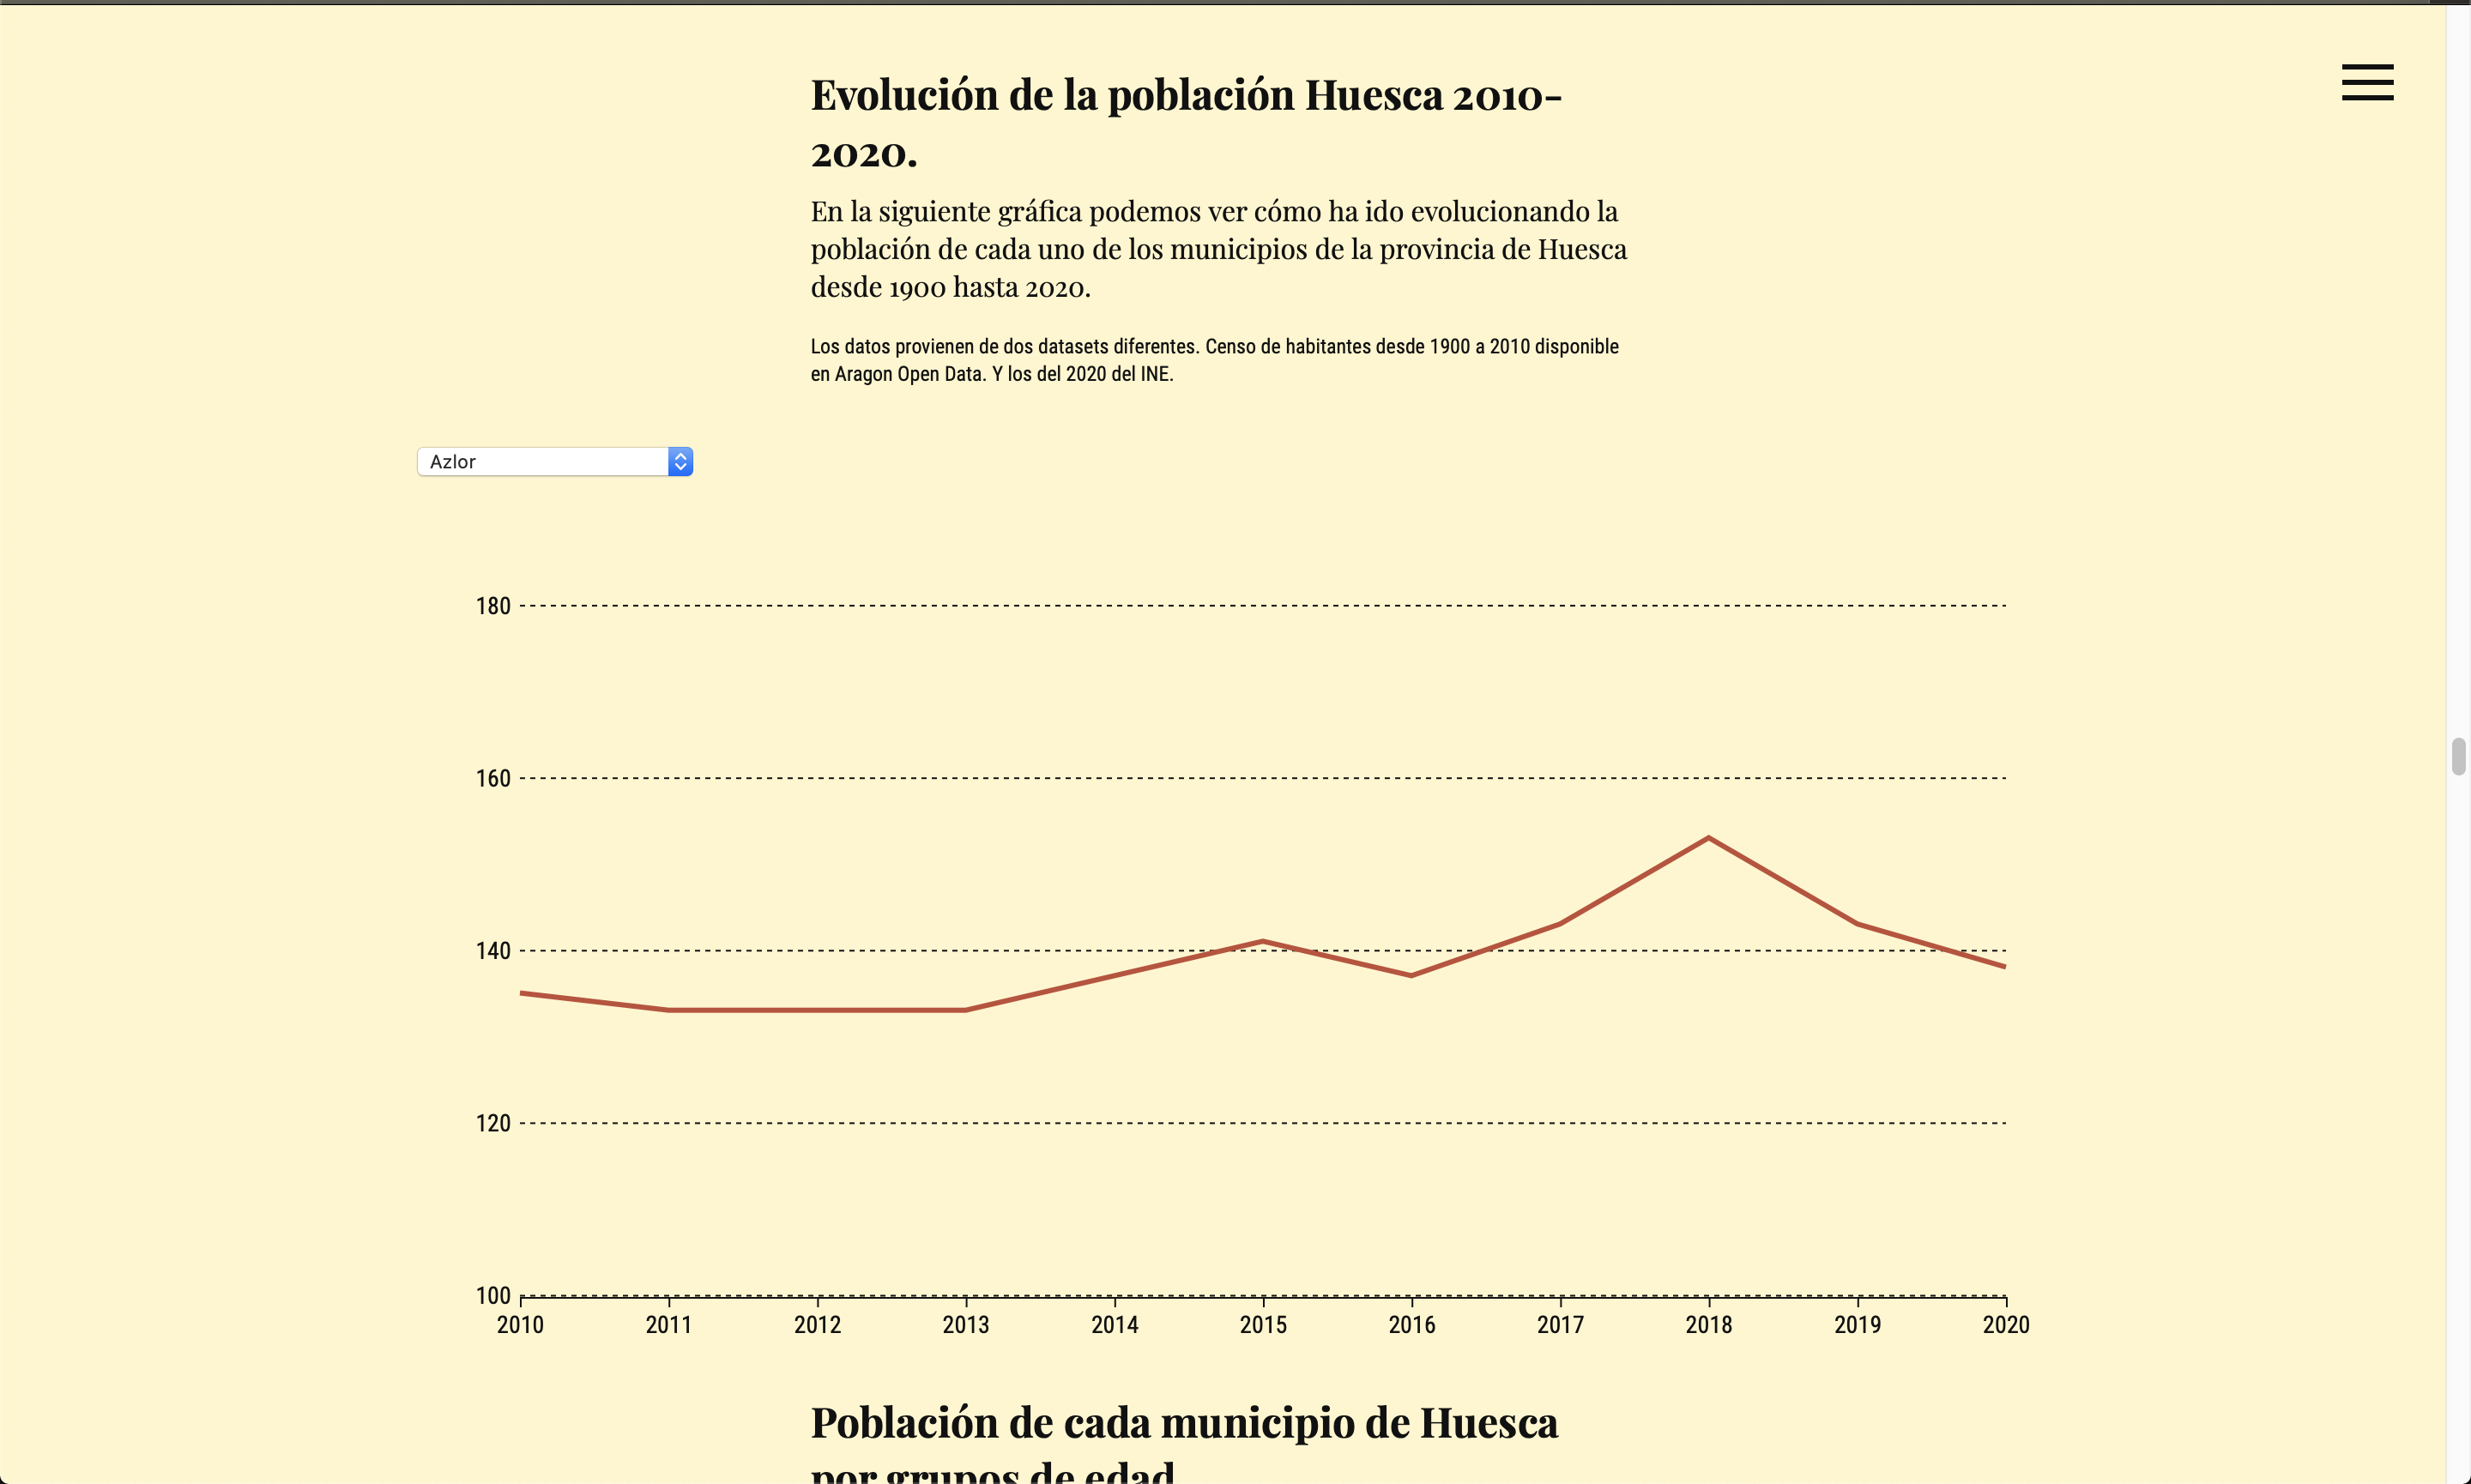 Evolución de la población Huesca 2010-
2020.
En la siguiente gráfica podemos ver cómo ha ido evolucionando la
población de cada uno de los municipios de la provincia de Huesca
desde 1900 hasta 2020.
Los datos provienen de dos datasets diferentes. Censo de habitantes desde 1900 a 2010 disponible
en Aragon Open Data. Y los del 2020 del INE.
Azlor
180
160
140
120
100
2010 2011 2012 2013 2014 2015 2016 2017 2018 2019 2020
Población de cada municipio de Huesca
por grupos de edad